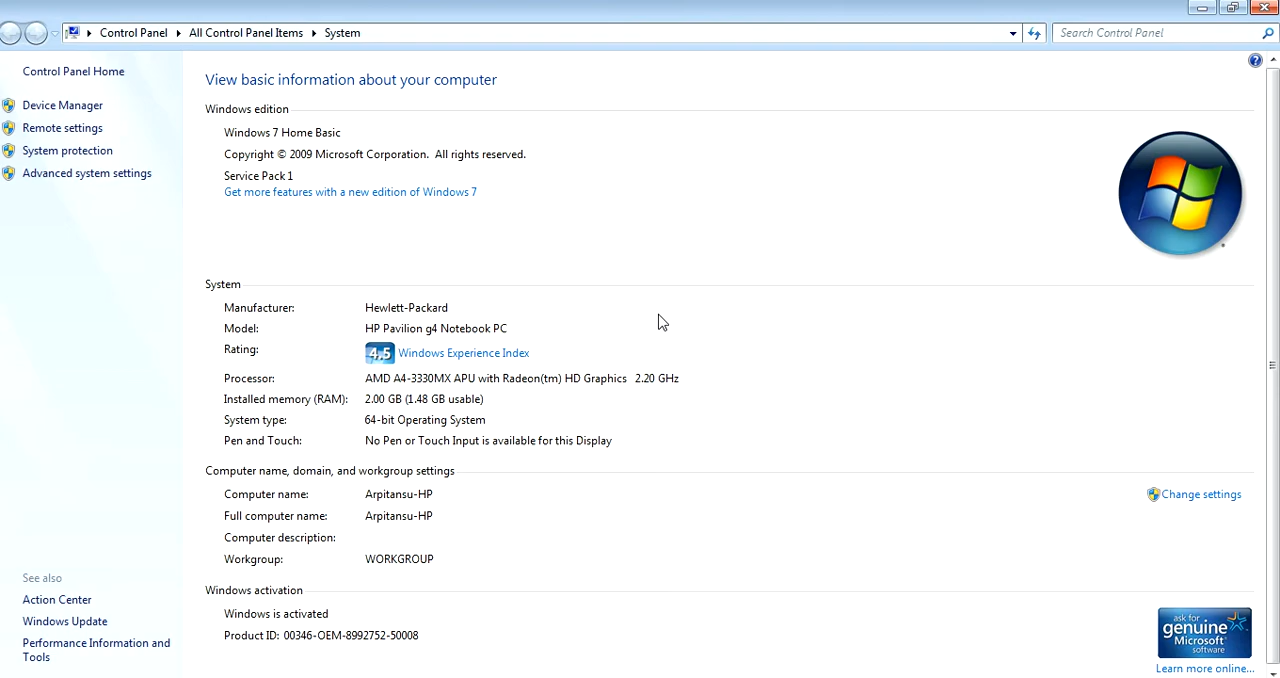 Control Panel All Control Panel Items System Search Control Panel
Control Panel Home
Device Manager
Remote settings
System protection
Advanced system settings
View basic information about your computer
Windows edition
Windows 7 Home Basic
Copyright © 2009 Microsoft Corporation. All rights reserved.
Service Pack 1
Get more features with a new edition of Windows 7
System
Manufacturer: Hewlett-Packard
Model: HP Pavilion g4 Notebook PC
Rating: 4.5 Windows Experience Index
Processor: AMD A4-3330MX APU with Radeon(tm) HD Graphics 2.20 GHz
Installed memory (RAM): 2.00 GB (1.48 GB usable)
System type: 64-bit Operating System
Pen and Touch: No Pen or Touch Input is available for this Display
Computer name, domain, and workgroup settings
Computer name: Arpitansu-HP
Change settings
Full computer name: Arpitansu-HP
Computer description:
Workgroup: WORKGROUP
Windows activation
Windows is activated
Product ID: 00346-OEM-8992752-50008
ask for
genuine
Microsoft
software
Learn more online...
See also
Action Center
Windows Update
Performance Information and
Tools